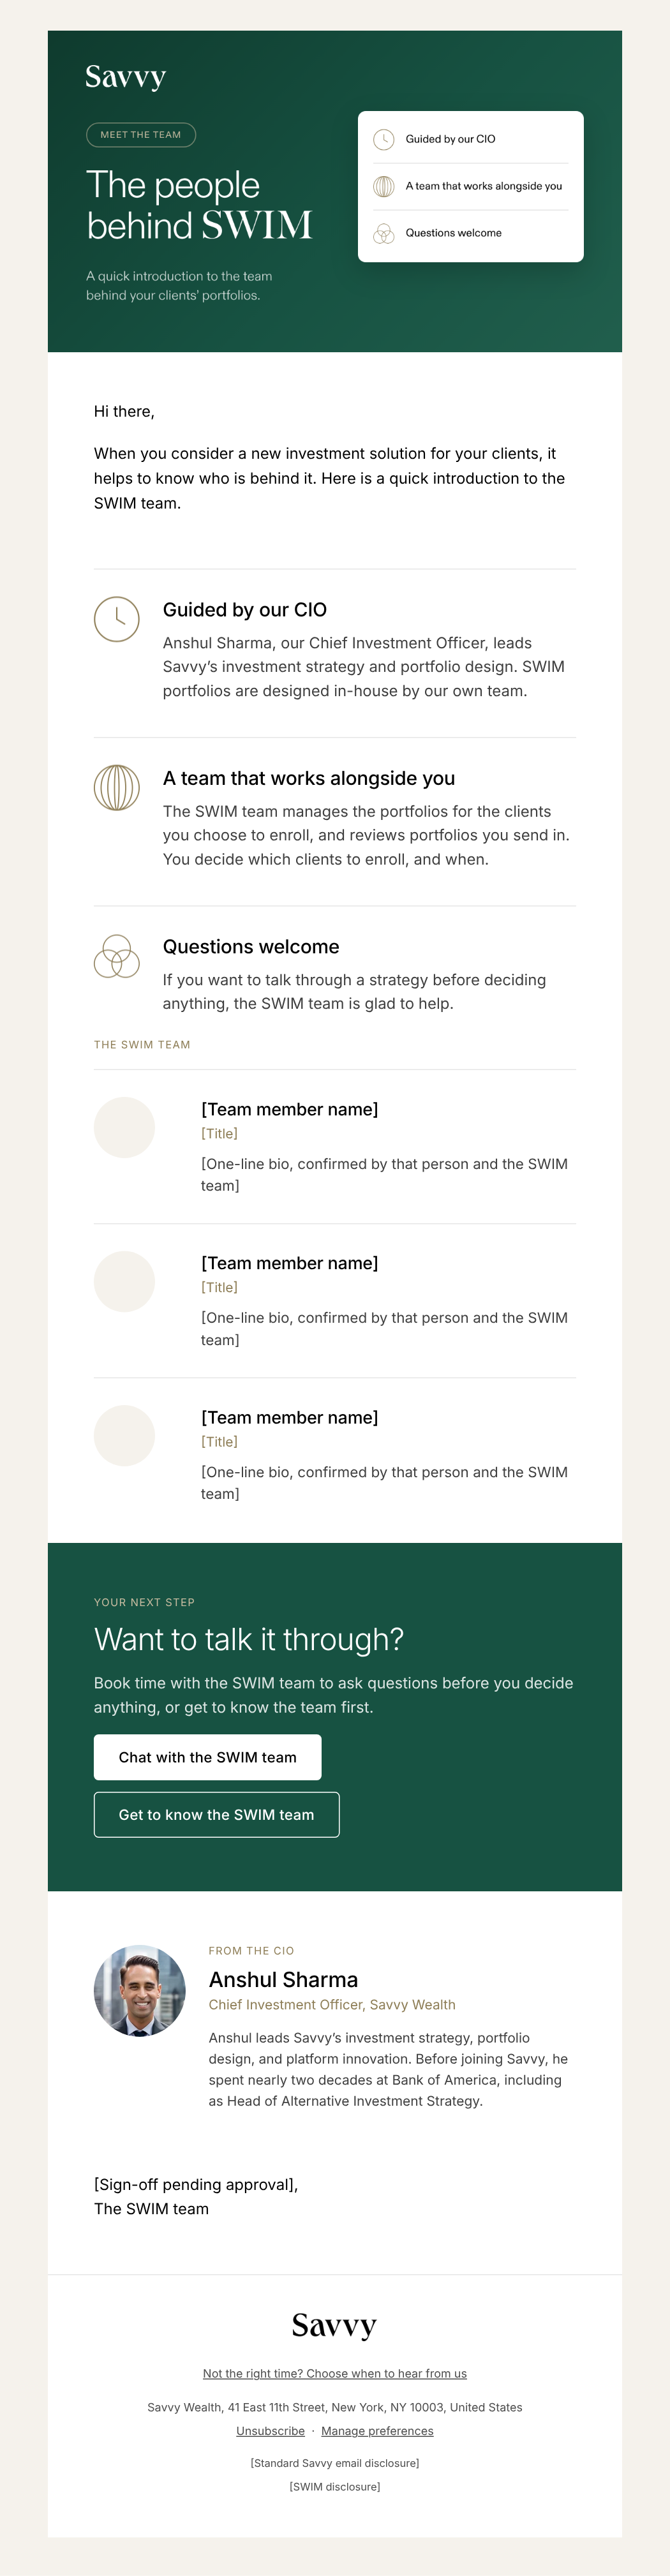 Savvy
MEET THE TEAM
The people
behind SWIM
A quick introduction to the team
behind your clients' portfolios.
Guided by our CIO
A team that works alongside you
Questions welcome
Hi there,
When you consider a new investment solution for your clients, it
helps to know who is behind it. Here is a quick introduction to the
SWIM team.
Guided by our CIO
Anshul Sharma, our Chief Investment Officer, leads
Savvy’s investment strategy and portfolio design. SWIM
portfolios are designed in-house by our own team.
A team that works alongside you
The SWIM team manages the portfolios for the clients
you choose to enroll, and reviews portfolios you send in.
You decide which clients to enroll, and when.
Questions welcome
If you want to talk through a strategy before deciding
anything, the SWIM team is glad to help.
THE SWIM TEAM
[Team member name]
[Title]
[One-line bio, confirmed by that person and the SWIM
team]
[Team member name]
[Title]
[One-line bio, confirmed by that person and the SWIM
team]
[Team member name]
[Title]
[One-line bio, confirmed by that person and the SWIM
team]
YOUR NEXT STEP
Want to talk it through?
Book time with the SWIM team to ask questions before you decide
anything, or get to know the team first.
Chat with the SWIM team
Get to know the SWIM team
FROM THE CIO
Anshul Sharma
Chief Investment Officer, Savvy Wealth
Anshul leads Savvy’s investment strategy, portfolio
design, and platform innovation. Before joining Savvy, he
spent nearly two decades at Bank of America, including
as Head of Alternative Investment Strategy.
[Sign-off pending approval],
The SWIM team
Savvy
Not the right time? Choose when to hear from us
Savvy Wealth, 41 East 11th Street, New York, NY 10003, United States
Unsubscribe · Manage preferences
[Standard Savvy email disclosure]
[SWIM disclosure]